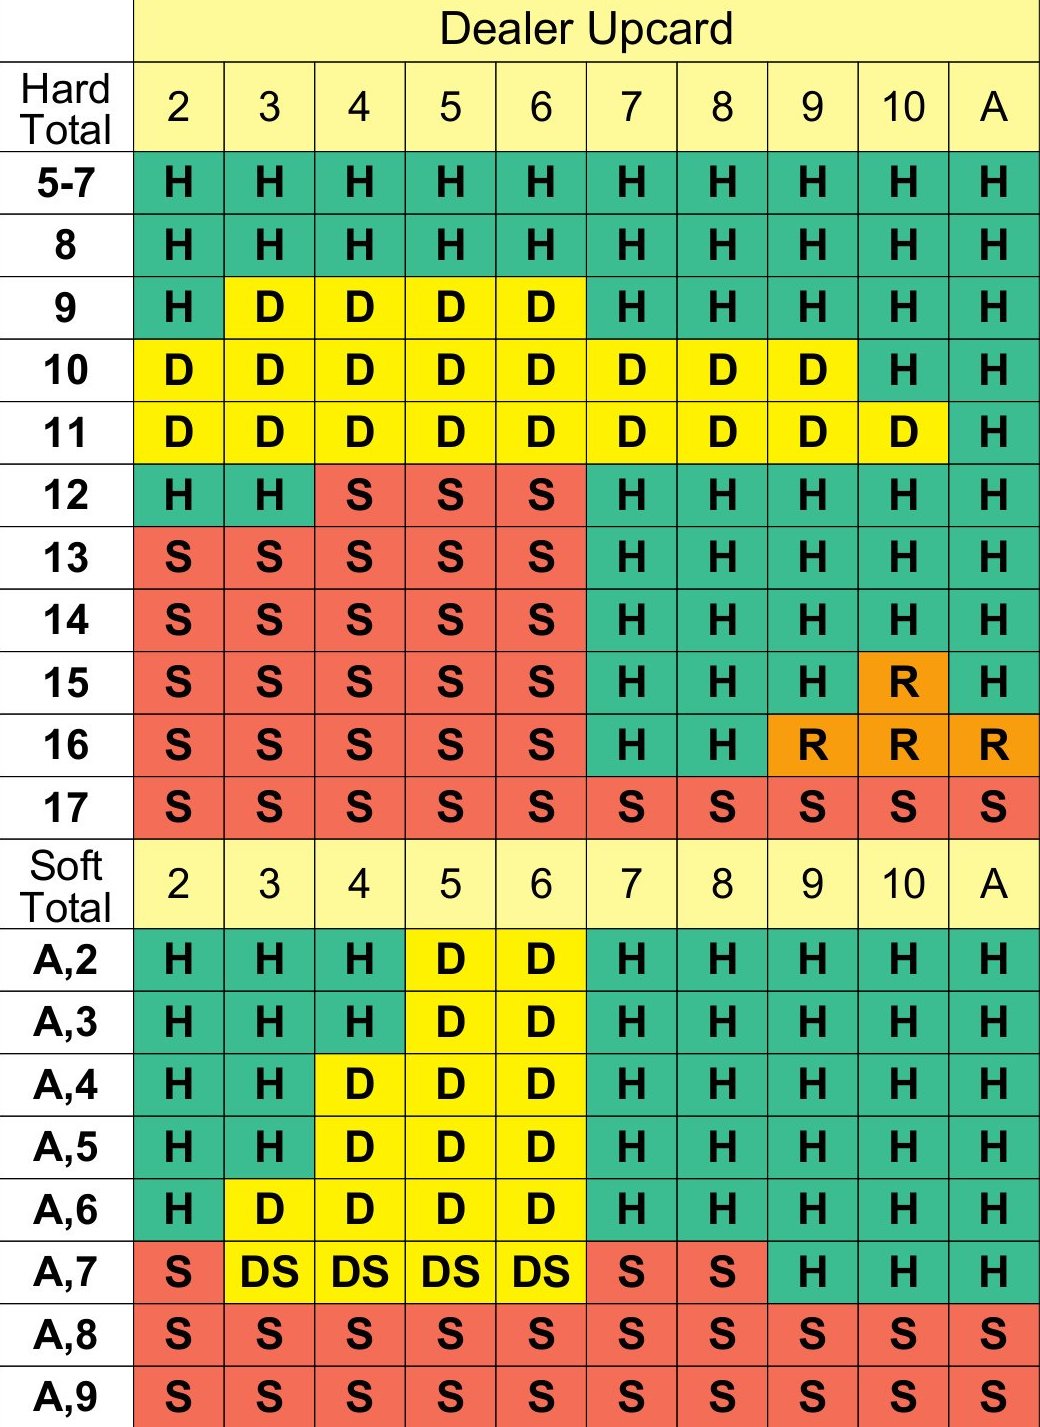 Dealer Upcard
Hard
Total 2 3 4 5 6 7 8 9 10 A
5-7 H H H H H H H H H H
8 H H H H H H H H H H
9 H D D D D H H H H H
10 D D D D D D D D H H
11 D D D D D D D D D H
12 H H S S S H H H H H
13 S S S S S H H H H H
14 S S S S S H H H H H
15 S S S S S H H H R H
16 S S S S S H H R R R
17 S S S S S S S S S S
Soft
Total 2 3 4 5 6 7 8 9 10 A
A,2 H H H D D H H H H H
A,3 H H H D D H H H H H
A,4 H H D D D H H H H H
A,5 H H D D D H H H H H
A,6 H D D D D H H H H H
A,7 S DS DS DS DS S S H H H
A,8 S S S S S S S S S S
A,9 S S S S S S S S S S